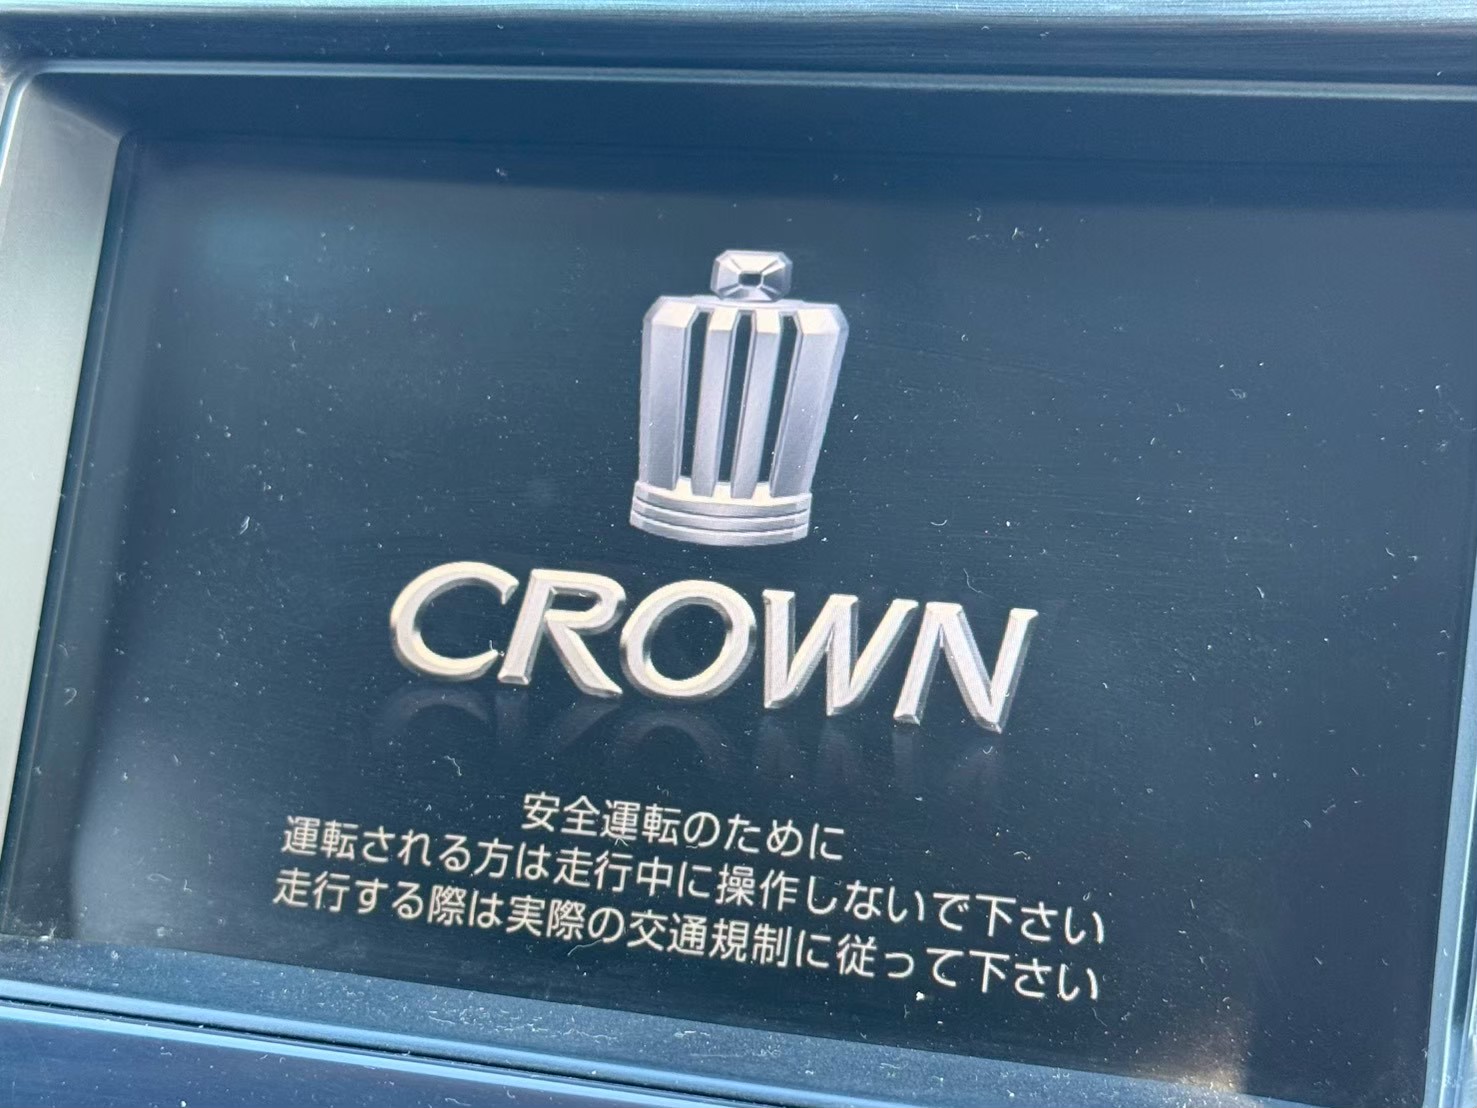 CROWN
安全運転のために
運転される方は走行中に操作しないで下さい
走行する際は実際の交通規制に従って下さい